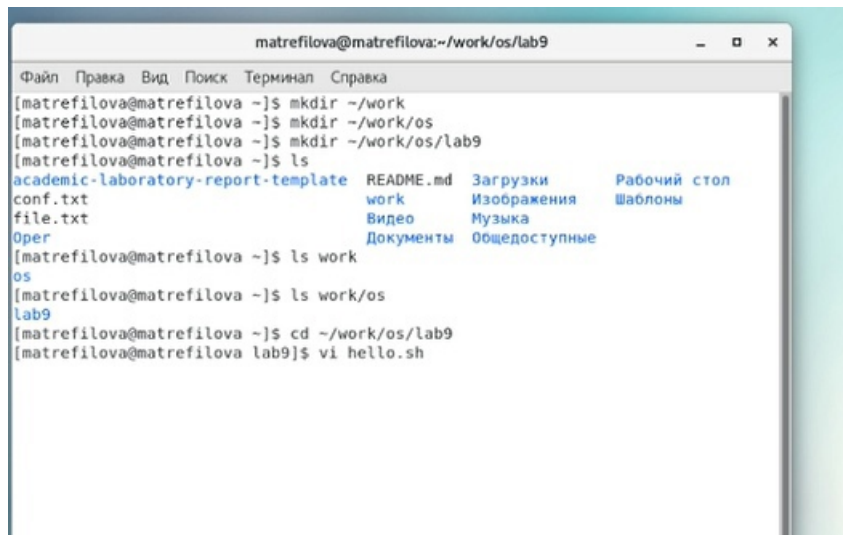 matrefilova@matrefilova:~/work/os/lab9
Файл Правка Вид Поиск Терминал Справка
[matrefilova@matrefilova ~]$ mkdir ~/work
[matrefilova@matrefilova ~]$ mkdir ~/work/os
[matrefilova@matrefilova ~]$ mkdir ~/work/os/lab9
[matrefilova@matrefilova ~]$ ls
academic-laboratory-report-template README.md Загрузки Рабочий стол
conf.txt work Изображения Шаблоны
file.txt Видео Музыка
Oper Документы Общедоступные
[matrefilova@matrefilova ~]$ ls work
os
[matrefilova@matrefilova ~]$ ls work/os
lab9
[matrefilova@matrefilova ~]$ cd ~/work/os/lab9
[matrefilova@matrefilova lab9]$ vi hello.sh